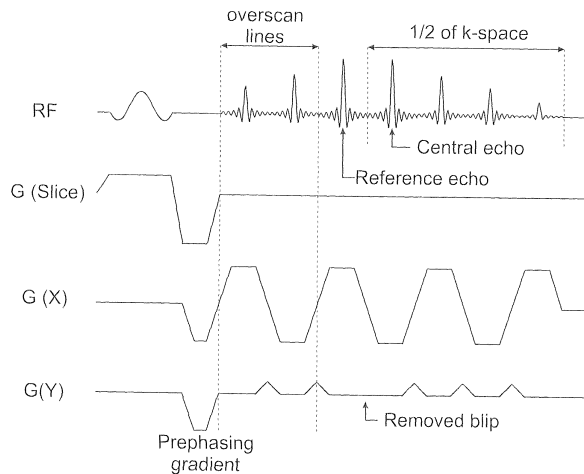 overscan
lines
1/2 of k-space
RF
Central echo
Reference echo
G (Slice)
G (X)
G(Y)
Removed blip
Prephasing
gradient